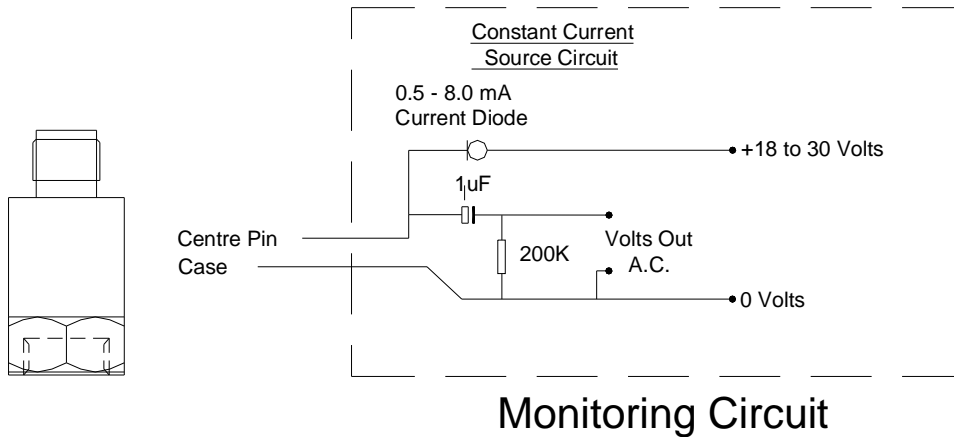 Constant Current
Source Circuit
0.5 - 8.0 mA
Current Diode
+18 to 30 Volts
1uF
Centre Pin
Case
200K
Volts Out
A.C.
0 Volts
Monitoring Circuit